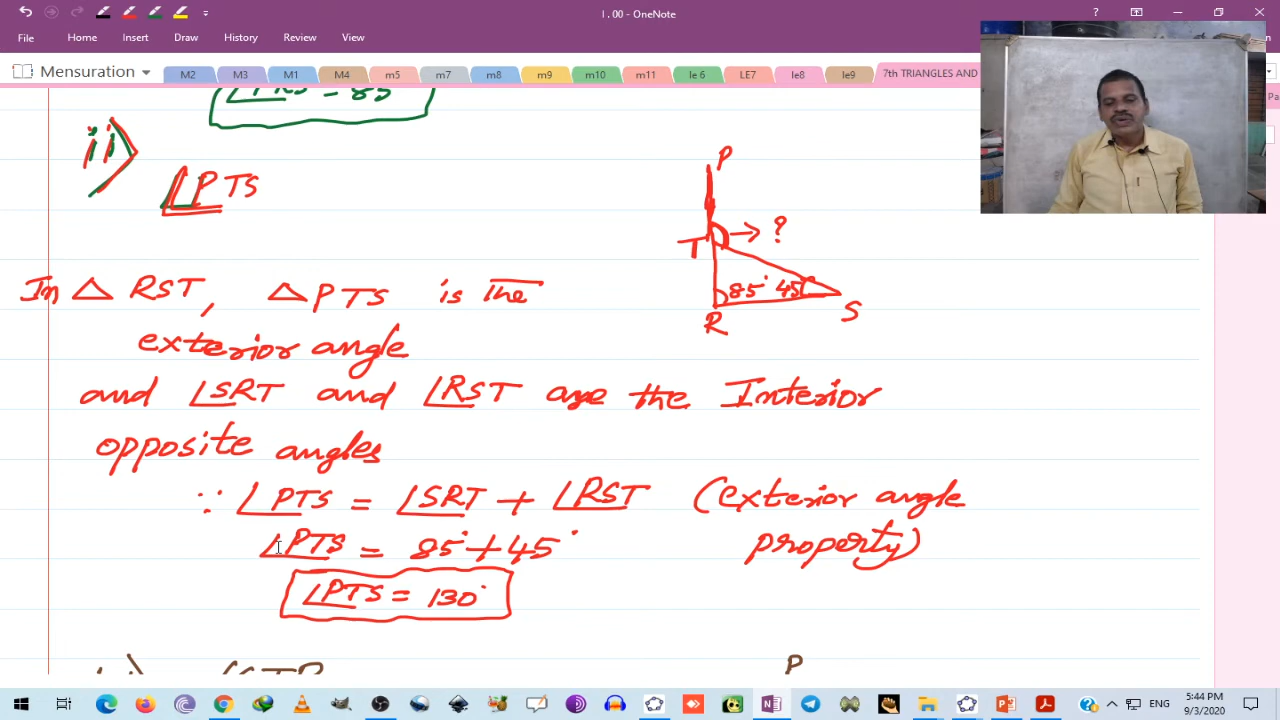 1.00 - OneNote
File Home Insert Draw History Review View
Mensuration M2 M3 M1 M4 m5 m7 m8 m9 m10 m11 le 6 LE7 le8 le9 7th TRIANGLES AND
ii)
∠PTS
P
T → ?
85° 45°
R S
In △ RST, △PTS is the
exterior angle
and ∠SRT and ∠RST are the Interior
opposite angles
∵ ∠PTS = ∠SRT + ∠RST (exterior angle
property)
∠PTS = 85° + 45°
∠PTS = 130°
P
5:44 PM
ENG
9/3/2020